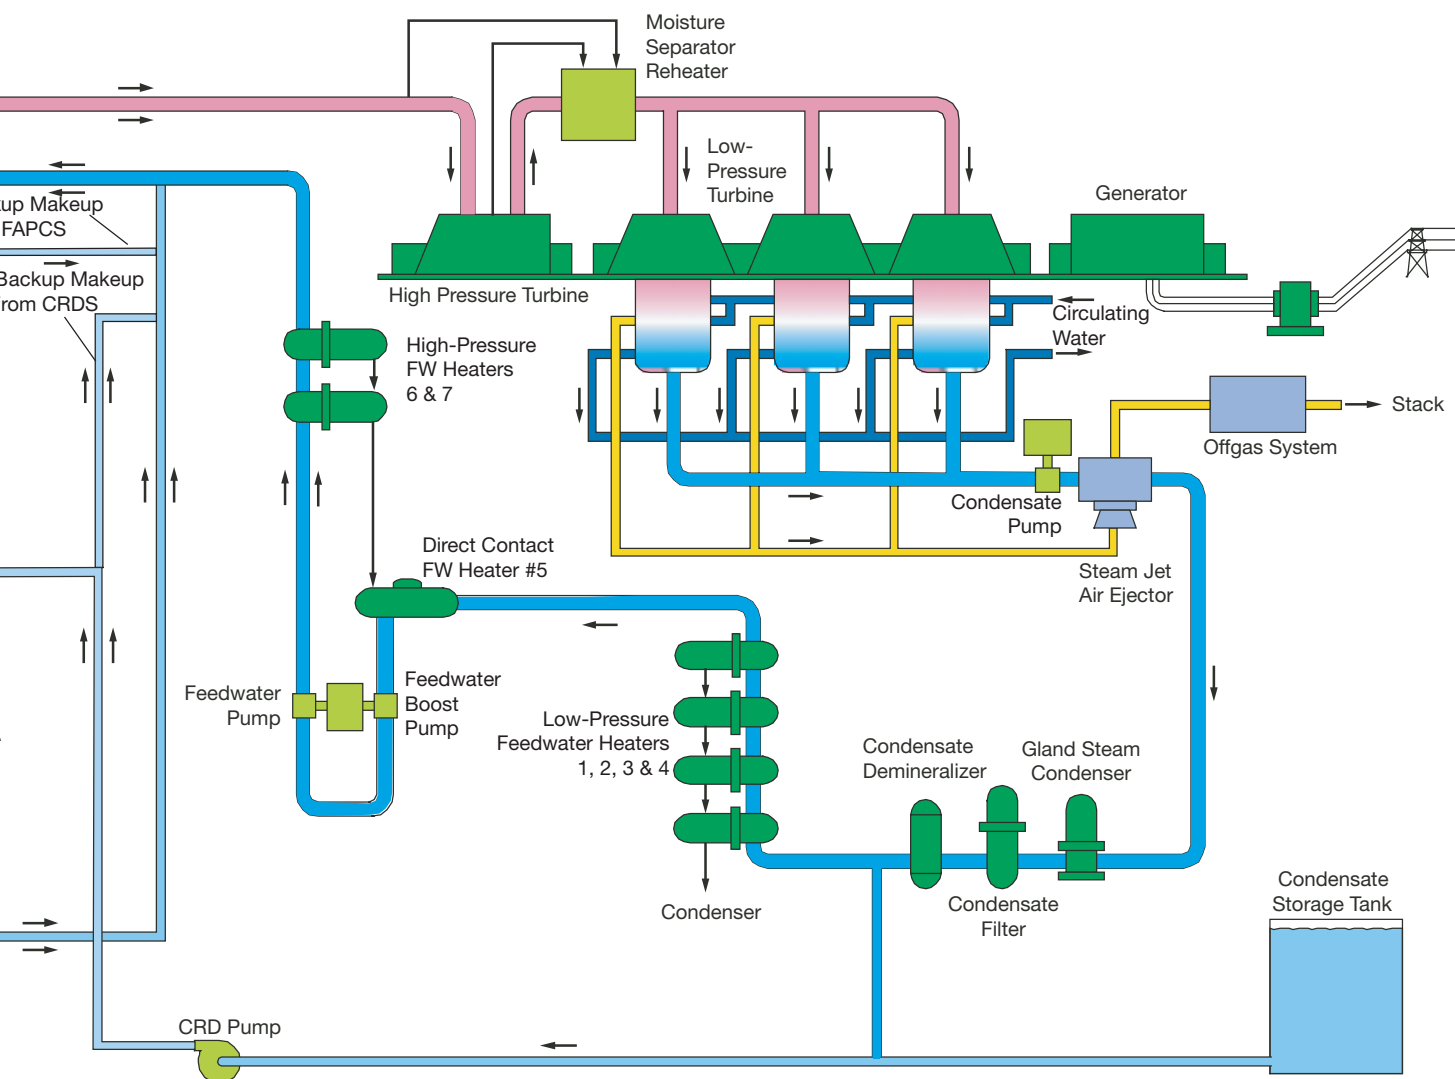 Moisture
Separator
Reheater
Low-
Pressure
Turbine
Generator
Makeup
FAPCS
Backup Makeup
CRDS
High Pressure Turbine
Circulating
Water
High-Pressure
FW Heaters
6 & 7
Stack
Offgas System
Condensate
Pump
Direct Contact
FW Heater #5
Steam Jet
Air Ejector
Feedwater
Pump
Feedwater
Boost
Pump
Low-Pressure
Feedwater Heaters
1, 2, 3 & 4
Condensate
Demineralizer
Gland Steam
Condenser
Condenser
Condensate
Filter
Condensate
Storage Tank
CRD Pump